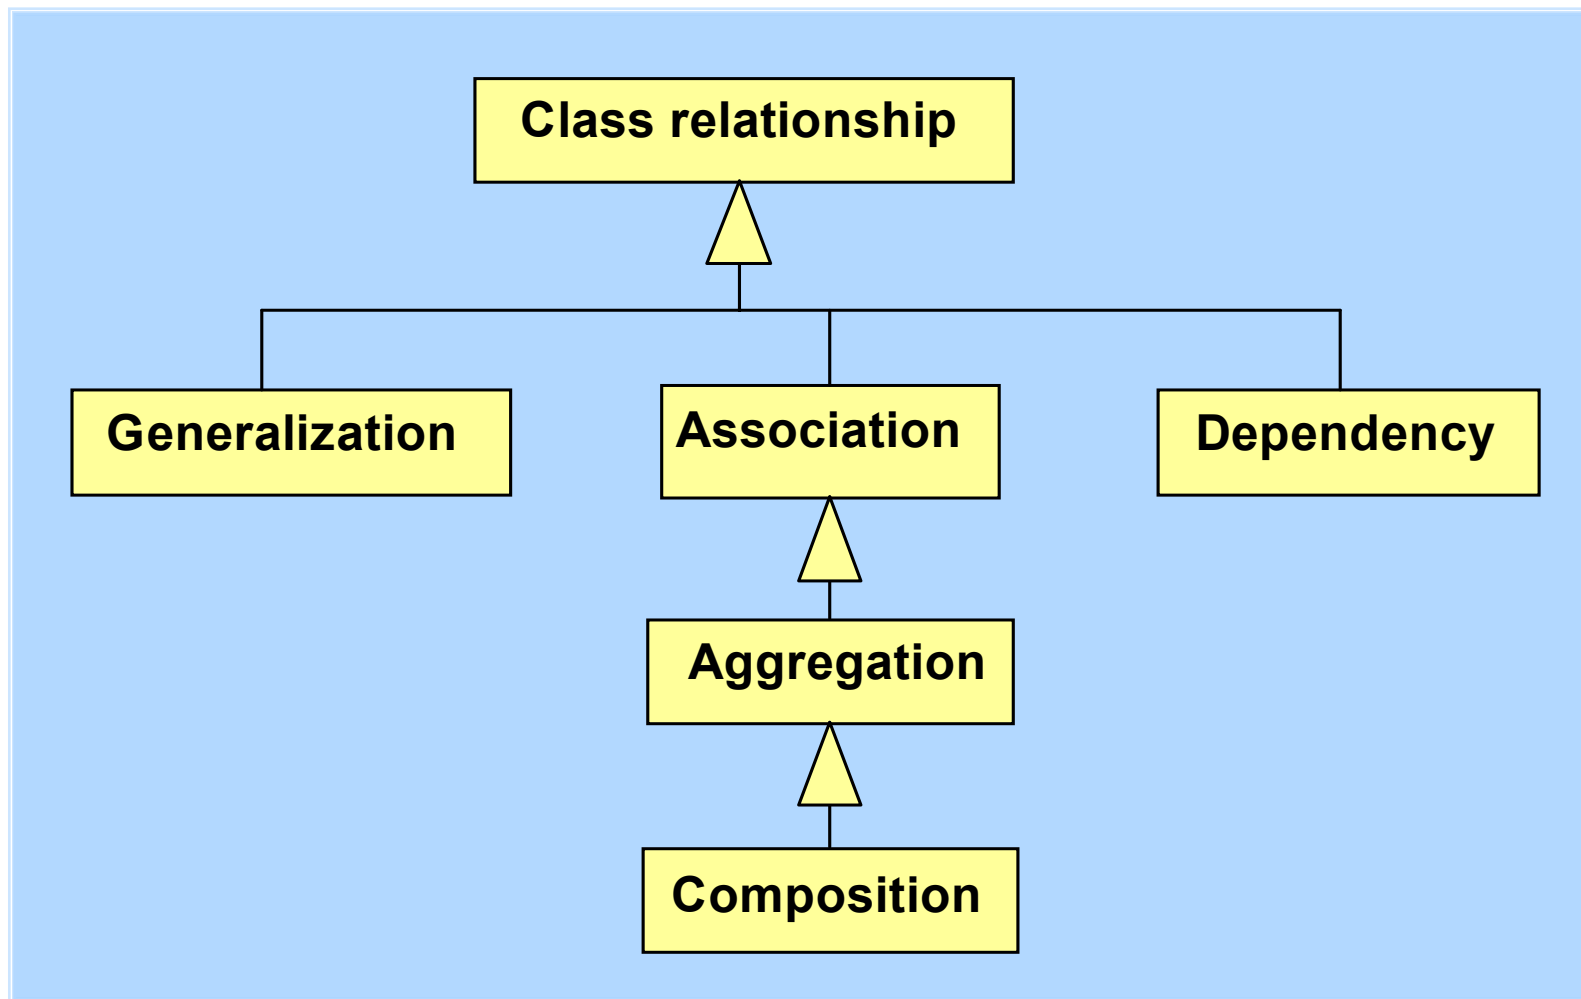 Class relationship
Generalization
Association
Dependency
Aggregation
Composition